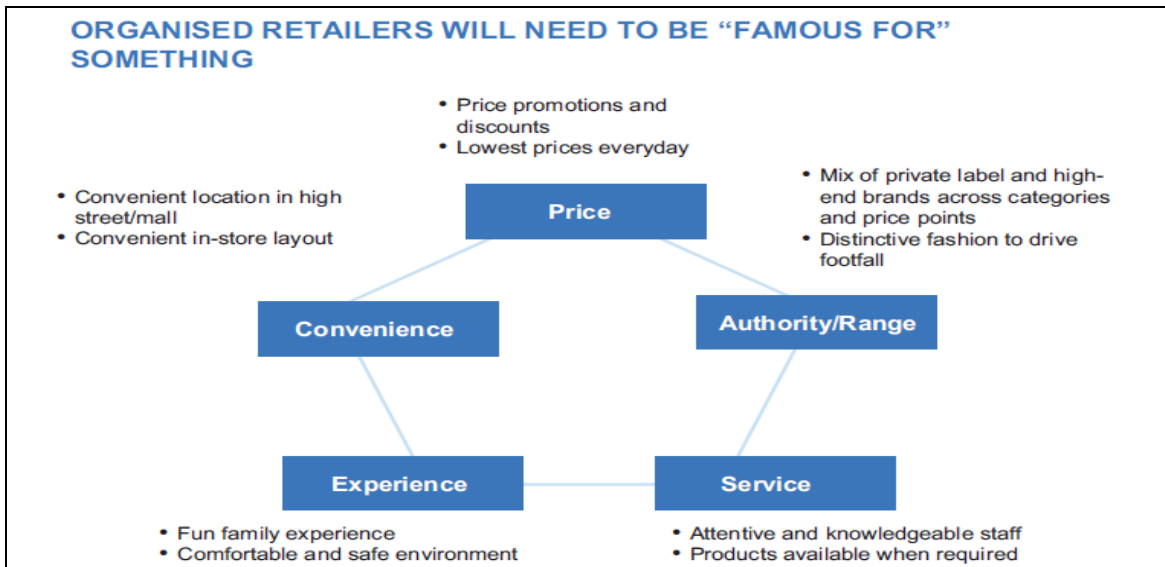 ORGANISED RETAILERS WILL NEED TO BE “FAMOUS FOR”
SOMETHING
• Price promotions and
discounts
• Lowest prices everyday
Price
• Mix of private label and high-
end brands across categories
and price points
• Distinctive fashion to drive
footfall
Authority/Range
• Convenient location in high
street/mall
• Convenient in-store layout
Convenience
Experience
• Fun family experience
• Comfortable and safe environment
Service
• Attentive and knowledgeable staff
• Products available when required